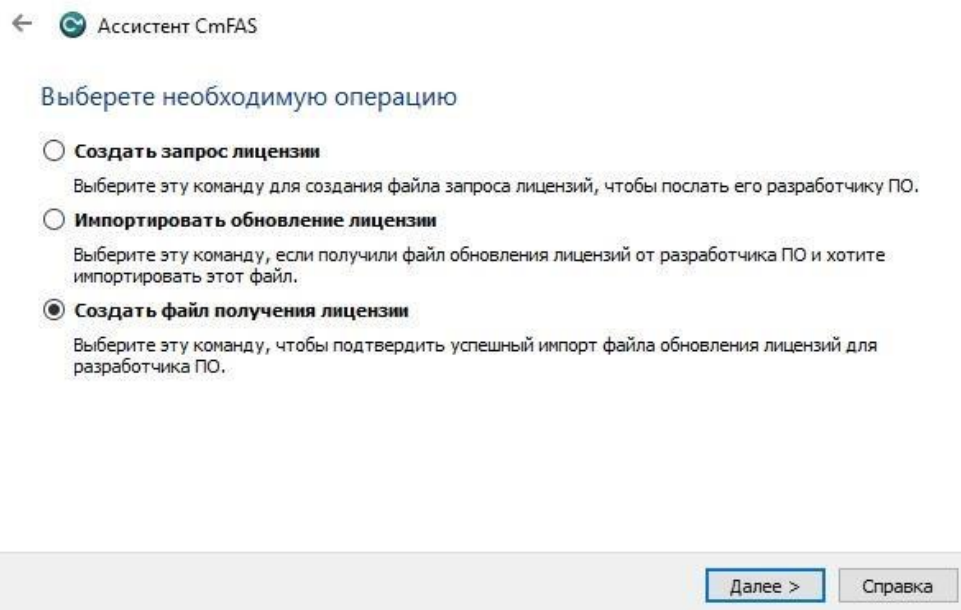 Ассистент CmFAS
Выберете необходимую операцию
Создать запрос лицензии
Выберите эту команду для создания файла запроса лицензий, чтобы послать его разработчику ПО.
Импортировать обновление лицензии
Выберите эту команду, если получили файл обновления лицензий от разработчика ПО и хотите
импортировать этот файл.
Создать файл получения лицензии
Выберите эту команду, чтобы подтвердить успешный импорт файла обновления лицензий для
разработчика ПО.
Далее >
Справка